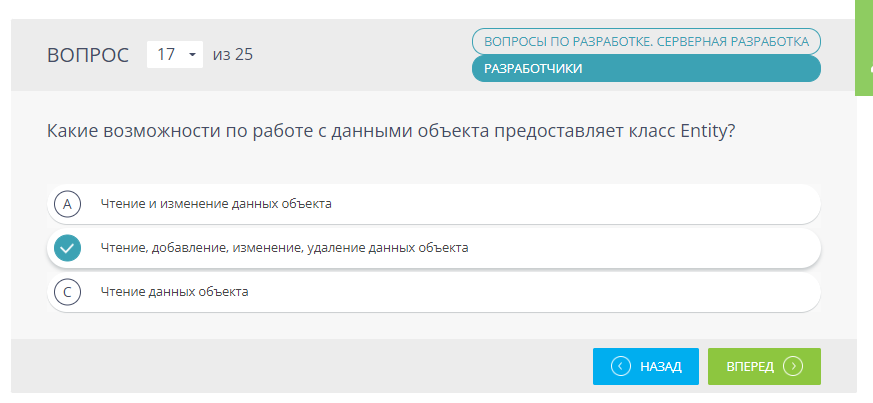 ВОПРОС 17 из 25
ВОПРОСЫ ПО РАЗРАБОТКЕ. СЕРВЕРНАЯ РАЗРАБОТКА
РАЗРАБОТЧИКИ
Какие возможности по работе с данными объекта предоставляет класс Entity?
A Чтение и изменение данных объекта
Чтение, добавление, изменение, удаление данных объекта
C Чтение данных объекта
НАЗАД ВПЕРЕД